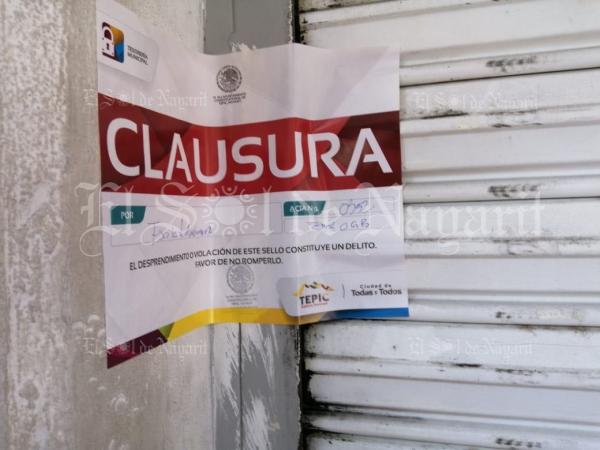 TESORERÍA
MUNICIPAL
CLAUSURA
POR
ACTA No.
EL DESPRENDIMIENTO O VIOLACIÓN DE ESTE SELLO CONSTITUYE UN DELITO.
FAVOR DE NO ROMPERLO.
TEPIC
Ciudad de
Todas y Todos
El Sol de Nayarit